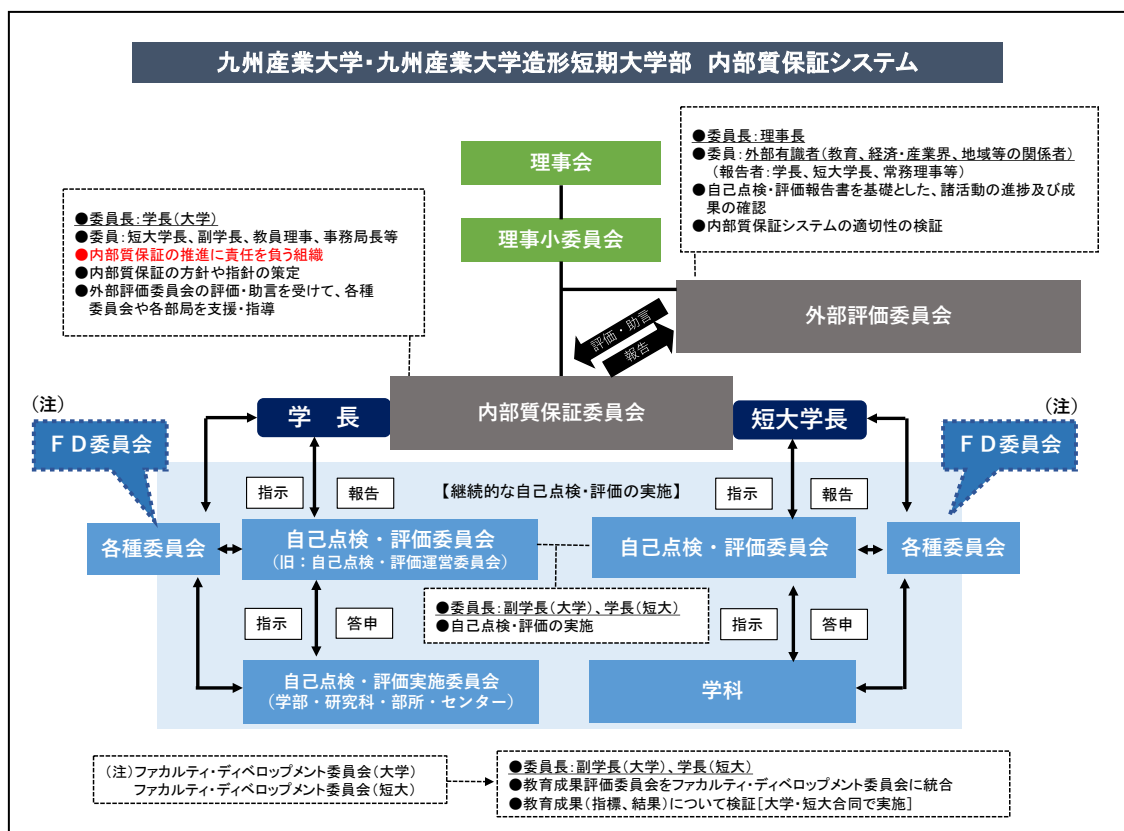 九州産業大学・九州産業大学造形短期大学部 内部質保証システム
●委員長:理事長
●委員:外部有識者(教育、経済・産業界、地域等の関係者)
(報告者:学長、短大学長、常務理事等)
●自己点検・評価報告書を基礎とした、諸活動の進捗及び成
果の確認
●内部質保証システムの適切性の検証
理事会
理事小委員会
●委員長:学長(大学)
●委員:短大学長、副学長、教員理事、事務局長等
●内部質保証の推進に責任を負う組織
●内部質保証の方針や指針の策定
●外部評価委員会の評価・助言を受けて、各種
委員会や各部局を支援・指導
外部評価委員会
評価・助言
報告
内部質保証委員会
学 長
短大学長
(注)
FD委員会
(注)
FD委員会
【継続的な自己点検・評価の実施】
指示
報告
指示
報告
各種委員会
自己点検・評価委員会
(旧:自己点検・評価運営委員会)
自己点検・評価委員会
各種委員会
●委員長:副学長(大学)、学長(短大)
●自己点検・評価の実施
指示
答申
指示
答申
自己点検・評価実施委員会
(学部・研究科・部所・センター)
学科
(注)ファカルティ・ディベロップメント委員会(大学)
ファカルティ・ディベロップメント委員会(短大)
●委員長:副学長(大学)、学長(短大)
●教育成果評価委員会をファカルティ・ディベロップメント委員会に統合
●教育成果(指標、結果)について検証[大学・短大合同で実施]